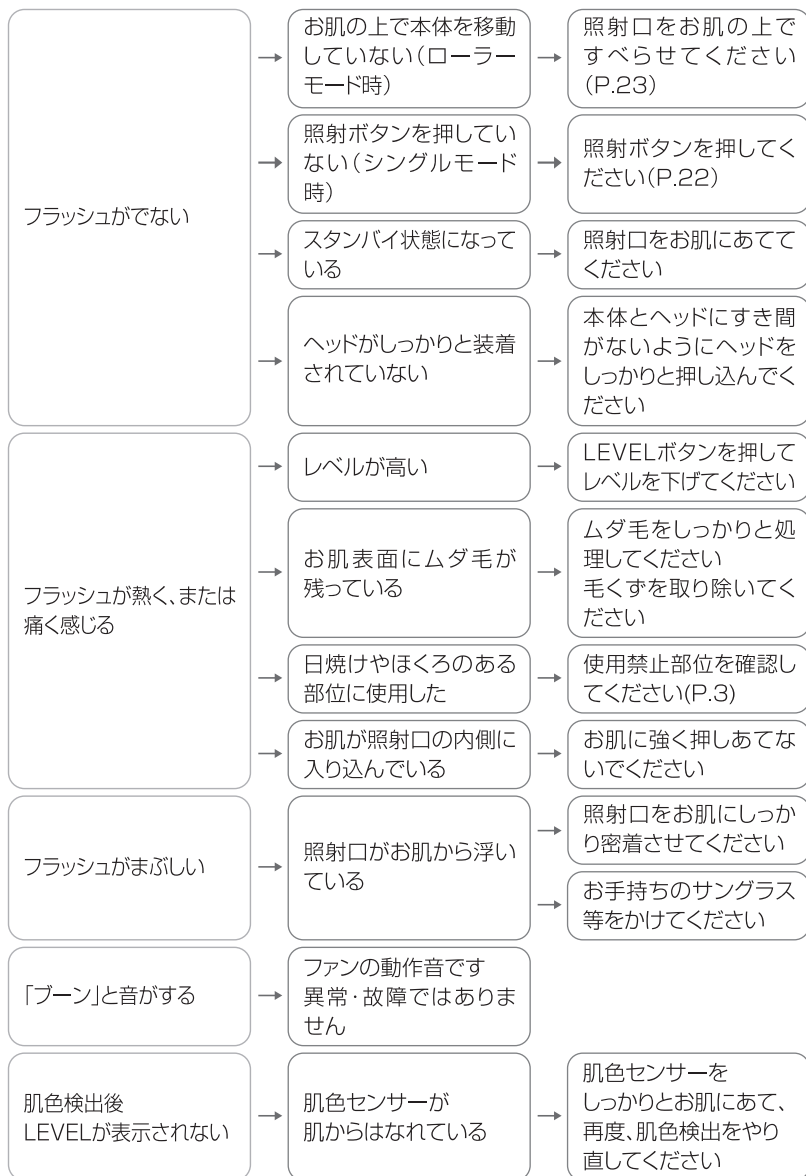 フラッシュがでない
お肌の上で本体を移動
していない(ローラー
モード時)
照射口をお肌の上で
すべらせてください
(P.23)
照射ボタンを押してい
ない(シングルモード
時)
照射ボタンを押してく
ださい(P.22)
スタンバイ状態になって
いる
照射口をお肌にあてて
ください
ヘッドがしっかりと装着
されていない
本体とヘッドにすき間
がないようにヘッドを
しっかりと押し込んでく
ださい
フラッシュが熱く、または
痛く感じる
レベルが高い
LEVELボタンを押して
レベルを下げてください
お肌表面にムダ毛が
残っている
ムダ毛をしっかりと処
理してください
毛くずを取り除いてく
ださい
日焼けやほくろのある
部位に使用した
使用禁止部位を確認し
てください(P.3)
お肌が照射口の内側に
入り込んでいる
お肌に強く押しあてな
いでください
フラッシュがまぶしい
照射口がお肌から浮い
ている
照射口をお肌にしっか
り密着させてください
お手持ちのサングラス
等をかけてください
「ブーン」と音がする
ファンの動作音です
異常・故障ではありま
せん
肌色検出後
LEVELが表示されない
肌色センサーが
肌からはなれている
肌色センサーを
しっかりとお肌にあて、
再度、肌色検出をやり
直してください